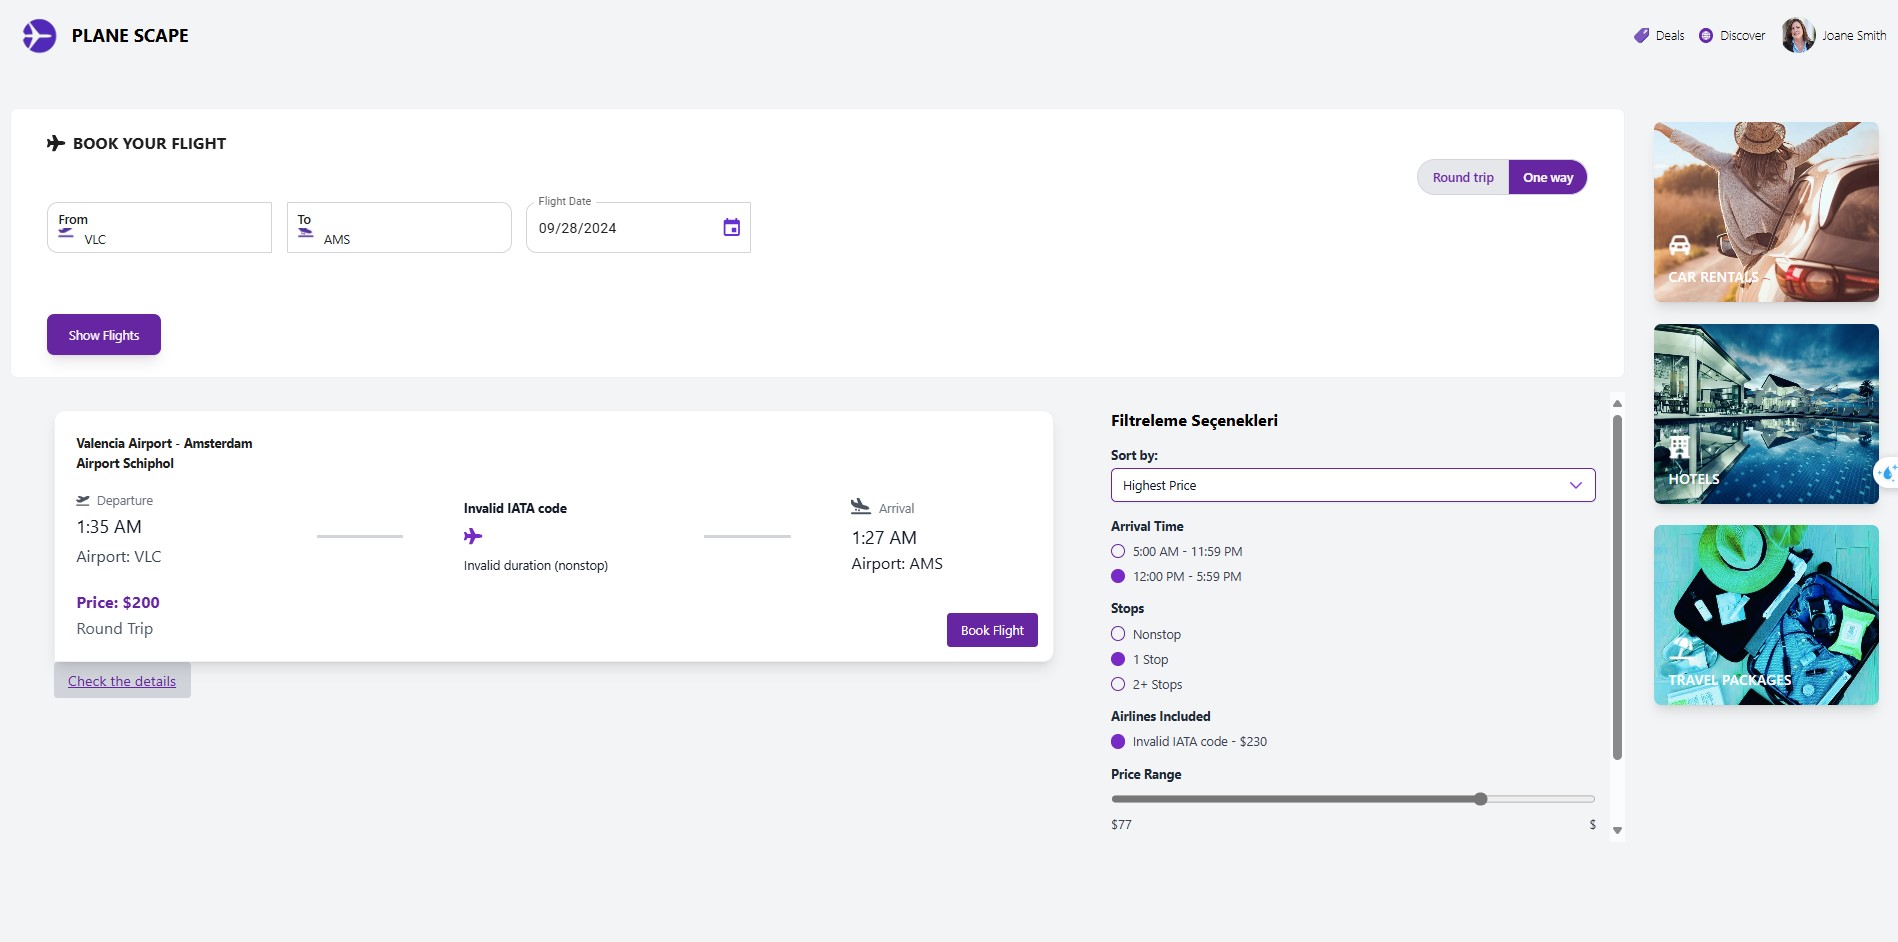 PLANE SCAPE
Deals
Discover
Joane Smith
BOOK YOUR FLIGHT
Round trip
One way
From
VLC
To
AMS
Flight Date
09/28/2024
Show Flights
Valencia Airport - Amsterdam
Airport Schiphol
Departure
1:35 AM
Airport: VLC
Invalid IATA code
Invalid duration (nonstop)
Arrival
1:27 AM
Airport: AMS
Price: $200
Round Trip
Book Flight
Check the details
Filtreleme Seçenekleri
Sort by:
Highest Price
Arrival Time
5:00 AM - 11:59 PM
12:00 PM - 5:59 PM
Stops
Nonstop
1 Stop
2+ Stops
Airlines Included
Invalid IATA code - $230
Price Range
$77
$
CAR RENTALS
HOTELS
TRAVEL PACKAGES